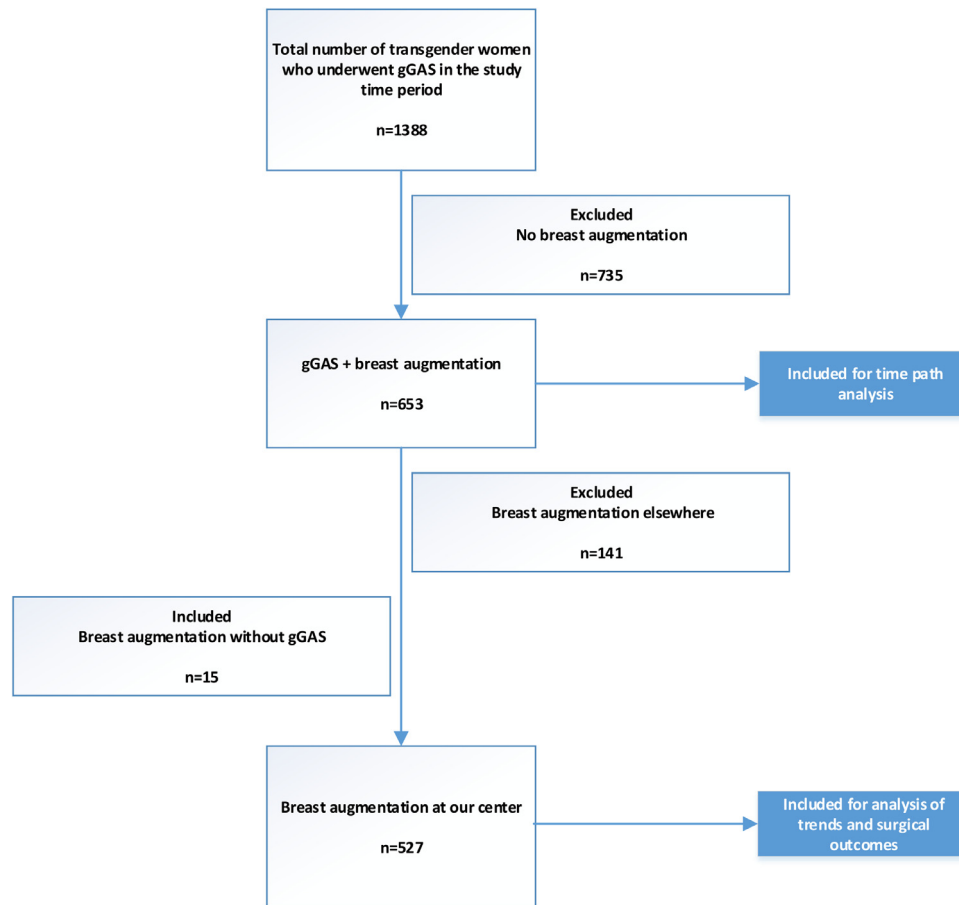 Total number of transgender women
who underwent gGAS in the study
time period
n=1388
Excluded
No breast augmentation
n=735
gGAS + breast augmentation
n=653
Included for time path
analysis
Excluded
Breast augmentation elsewhere
n=141
Included
Breast augmentation without gGAS
n=15
Breast augmentation at our center
n=527
Included for analysis of
trends and surgical
outcomes